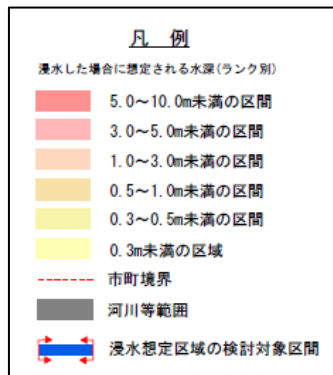 凡 例
浸水した場合に想定される水深(ランク別)
5.0～10.0m未満の区間
3.0～5.0m未満の区間
1.0～3.0m未満の区間
0.5～1.0m未満の区間
0.3～0.5m未満の区間
0.3m未満の区域
市町境界
河川等範囲
浸水想定区域の検討対象区間